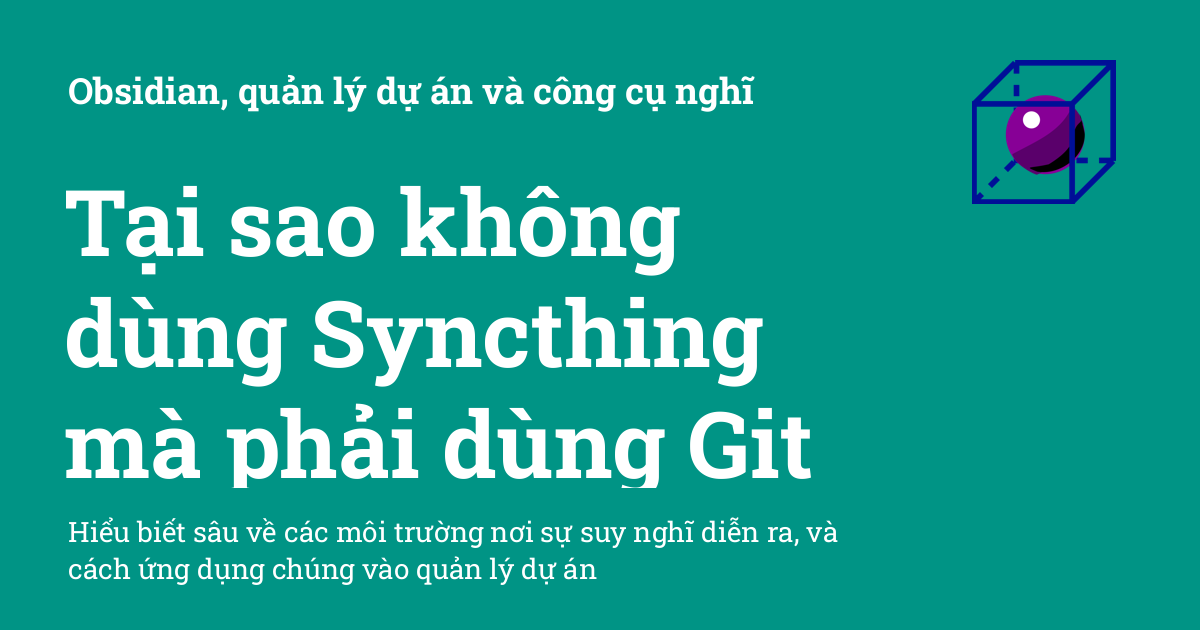 Obsidian, quản lý dự án và công cụ nghĩ
Tại sao không
dùng Syncthing
mà phải dùng Git
Hiểu biết sâu về các môi trường nơi sự suy nghĩ diễn ra, và
cách ứng dụng chúng vào quản lý dự án